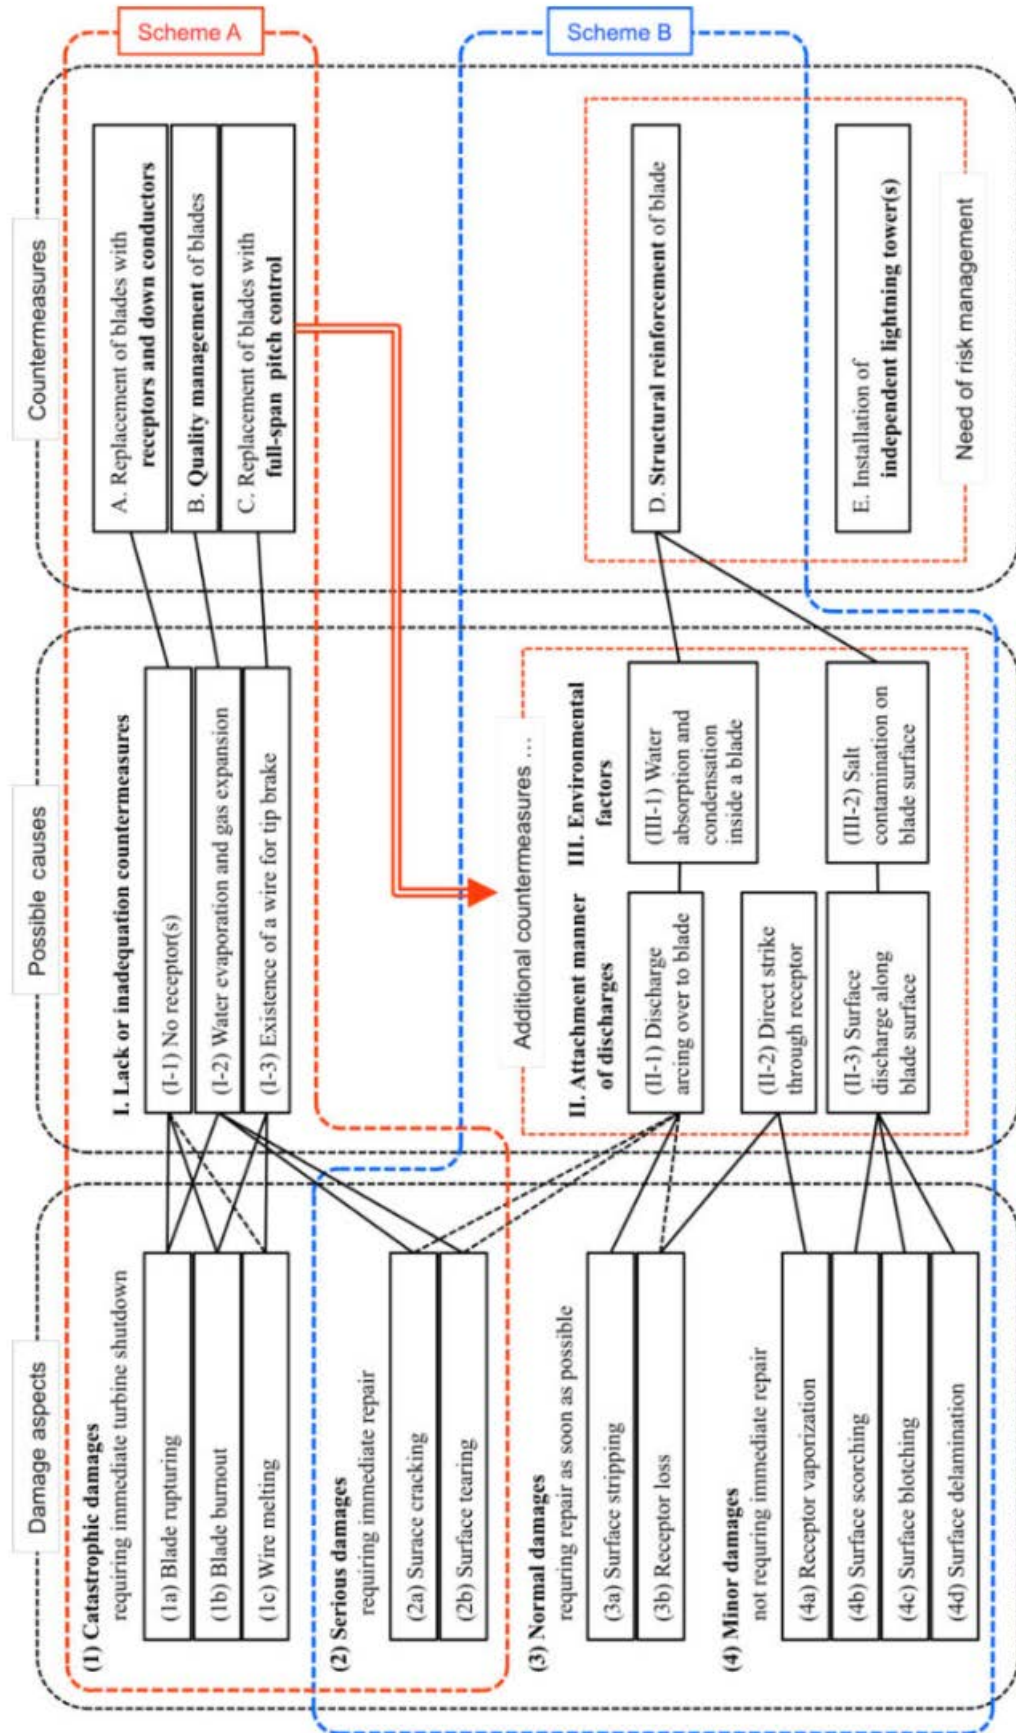 Damage aspects
Possible causes
Countermeasures
Scheme A
(1) Catastrophic damages
requiring immediate turbine shutdown
(1a) Blade rupturing
(1b) Blade burnout
(1c) Wire melting
(2) Serious damages
requiring immediate repair
(2a) Surace cracking
(2b) Surface tearing
(3) Normal damages
requring repair as soon as possible
(3a) Surface stripping
(3b) Receptor loss
(4) Minor damages
not requring immediate repair
(4a) Receptor vaporization
(4b) Surface scorching
(4c) Surface blotching
(4d) Surface delamination
I. Lack or inadequation countermeasures
(I-1) No receptor(s)
(I-2) Water evaporation and gas expansion
(I-3) Existence of a wire for tip brake
Additional countermeasures ...
II. Attachment manner
of discharges
(II-1) Discharge
arcing over to blade
(II-2) Direct strike
through receptor
(II-3) Surface
discharge along
blade surface
III. Environmental
factors
(III-1) Water
absorption and
condensation
inside a blade
(III-2) Salt
contamination on
blade surface
A. Replacement of blades with
receptors and down conductors
B. Quality management of blades
C. Replacement of blades with
full-span pitch control
Scheme B
D. Structural reinforcement of blade
E. Installation of
independent lightning tower(s)
Need of risk management